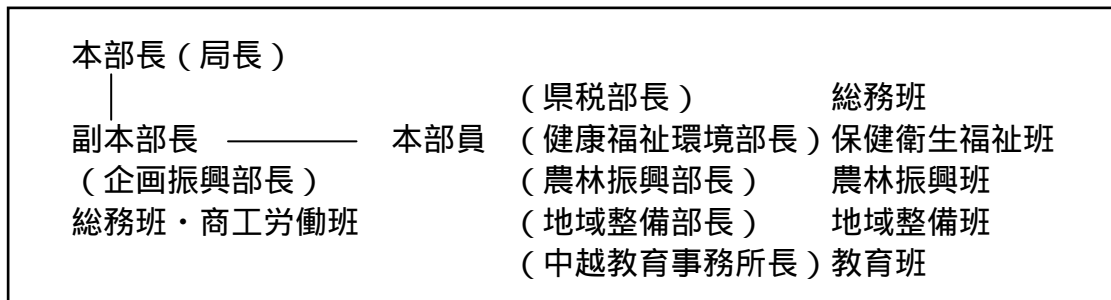 本部長（局長）
（県税部長） 総務班
副本部長 本部員 （健康福祉環境部長）保健衛生福祉班
（企画振興部長） （農林振興部長） 農林振興班
総務班・商工労働班 （地域整備部長） 地域整備班
（中越教育事務所長）教育班